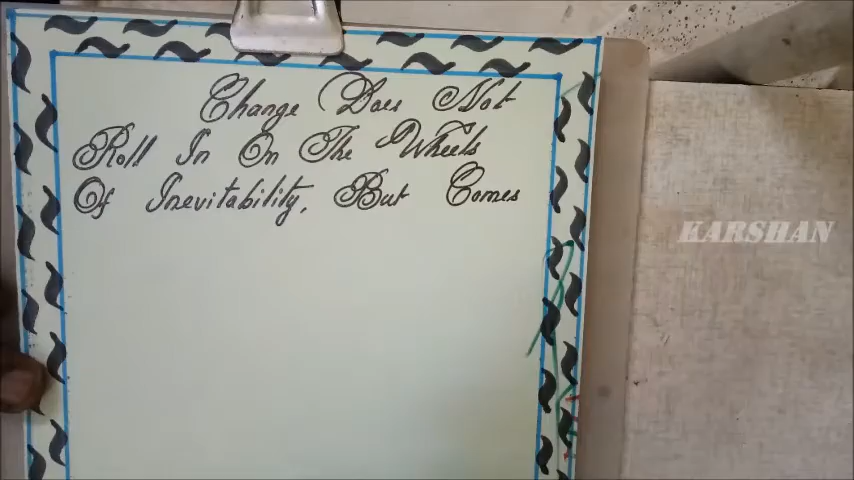 Change Does Not
Roll In On The Wheels
Of Inevitability, But Comes
KARSHAN